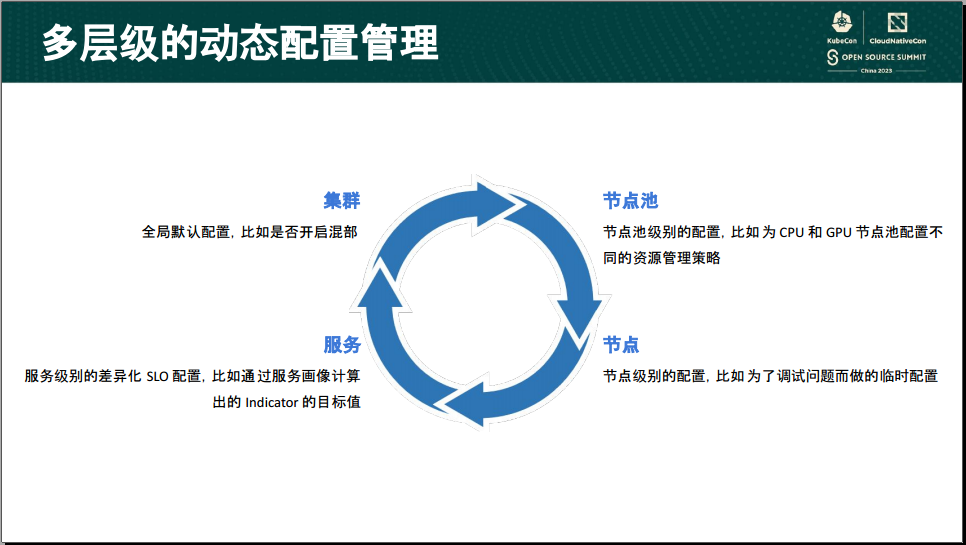 多层级的动态配置管理
KubeCon
CloudNativeCon
OPEN SOURCE SUMMIT
China 2023
集群
全局默认配置, 比如是否开启混部
节点池
节点池级别的配置, 比如为 CPU 和 GPU 节点池配置不
同的资源管理策略
服务
服务级别的差异化 SLO 配置, 比如通过服务画像计算
出的 Indicator 的目标值
节点
节点级别的配置, 比如为了调试问题而做的临时配置